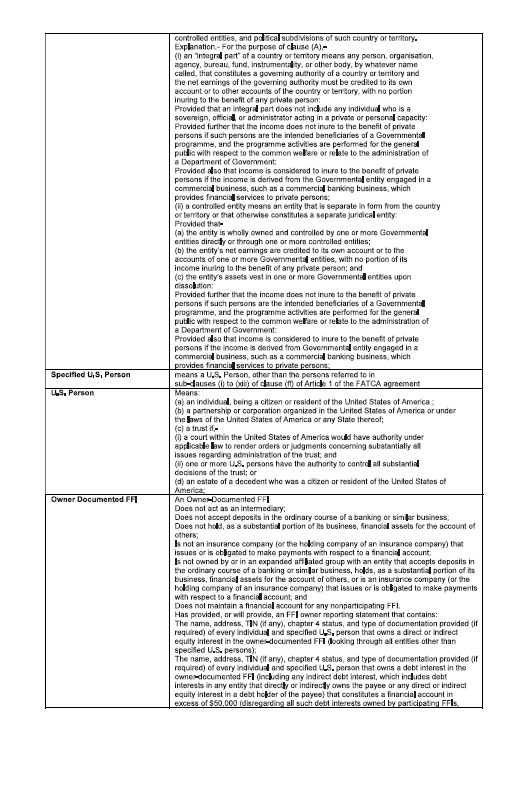 controlled entities, and political subdivisions of such country or territory.
Explanation.- For the purpose of clause (A),-
(i) an "integral part" of a country or territory means any person, organisation,
agency, bureau, fund, instrumentality, or other body, by whatever name
called, that constitutes a governing authority of a country or territory and
the net earnings of the governing authority must be credited to its own
account or to other accounts of the country or territory, with no portion
inuring to the benefit of any private person:
Provided that an integral part does not include any individual who is a
sovereign, official, or administrator acting in a private or personal capacity:
Provided further that the income does not inure to the benefit of private
persons if such persons are the intended beneficiaries of a Governmental
programme, and the programme activities are performed for the general
public with respect to the common welfare or relate to the administration of
a Department of Government:
Provided also that income is considered to inure to the benefit of private
persons if the income is derived from the Governmental entity engaged in a
commercial business, such as a commercial banking business, which
provides financial services to private persons;
(ii) a controlled entity means an entity that is separate in form from the country
or territory or that otherwise constitutes a separate juridical entity:
Provided that-
(a) the entity is wholly owned and controlled by one or more Governmental
entities directly or through one or more controlled entities;
(b) the entity's net earnings are credited to its own account or to the
accounts of one or more Governmental entities, with no portion of its
income inuring to the benefit of any private person; and
(c) the entity's assets vest in one or more Governmental entities upon
dissolution:
Provided further that the income does not inure to the benefit of private
persons if such persons are the intended beneficiaries of a Governmental
programme, and the programme activities are performed for the general
public with respect to the common welfare or relate to the administration of
a Department of Government:
Provided also that income is considered to inure to the benefit of private
persons if the income is derived from the Governmental entity engaged in a
commercial business, such as a commercial banking business, which
provides financial services to private persons;
Specified U.S. Person
means a U.S. Person, other than the persons referred to in
sub-clauses (i) to (xiii) of clause (ff) of Article 1 of the FATCA agreement
U.S. Person
Means:
(a) an individual, being a citizen or resident of the United States of America ;
(b) a partnership or corporation organized in the United States of America or under
the laws of the United States of America or any State thereof;
(c) a trust if,-
(i) a court within the United States of America would have authority under
applicable law to render orders or judgments concerning substantially all
issues regarding administration of the trust; and
(ii) one or more U.S. persons have the authority to control all substantial
decisions of the trust; or
(d) an estate of a decedent who was a citizen or resident of the United States of
America;
Owner Documented FFI
An Owner-Documented FFI
Does not act as an intermediary;
Does not accept deposits in the ordinary course of a banking or similar business;
Does not hold, as a substantial portion of its business, financial assets for the account of
others;
Is not an insurance company (or the holding company of an insurance company) that
issues or is obligated to make payments with respect to a financial account;
Is not owned by or in an expanded affiliated group with an entity that accepts deposits in
the ordinary course of a banking or similar business, holds, as a substantial portion of its
business, financial assets for the account of others, or is an insurance company (or the
holding company of an insurance company) that issues or is obligated to make payments
with respect to a financial account; and
Does not maintain a financial account for any nonparticipating FFI.
Has provided, or will provide, an FFI owner reporting statement that contains:
The name, address, TIN (if any), chapter 4 status, and type of documentation provided (if
required) of every individual and specified U.S. person that owns a direct or indirect
equity interest in the owner-documented FFI (looking through all entities other than
specified U.S. persons);
The name, address, TIN (if any), chapter 4 status, and type of documentation provided (if
required) of every individual and specified U.S. person that owns a debt interest in the
owner-documented FFI (including any indirect debt interest, which includes debt
interests in any entity that directly or indirectly owns the payee or any direct or indirect
equity interest in a debt holder of the payee) that constitutes a financial account in
excess of $50,000 (disregarding all such debt interests owned by participating FFIs,